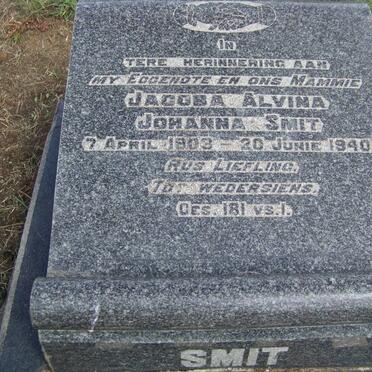 IN
TERE HERINNERING AAN
MY EGGENOTE EN ONS MAMMIE
JACOBA ALVINA
JOHANNA SMIT
7 APRIL 1903 – 20 JUNIE 1940
RUS LIEFLING,
TOT WEDERSIENS.
GES. 181 VS.1.
SMIT